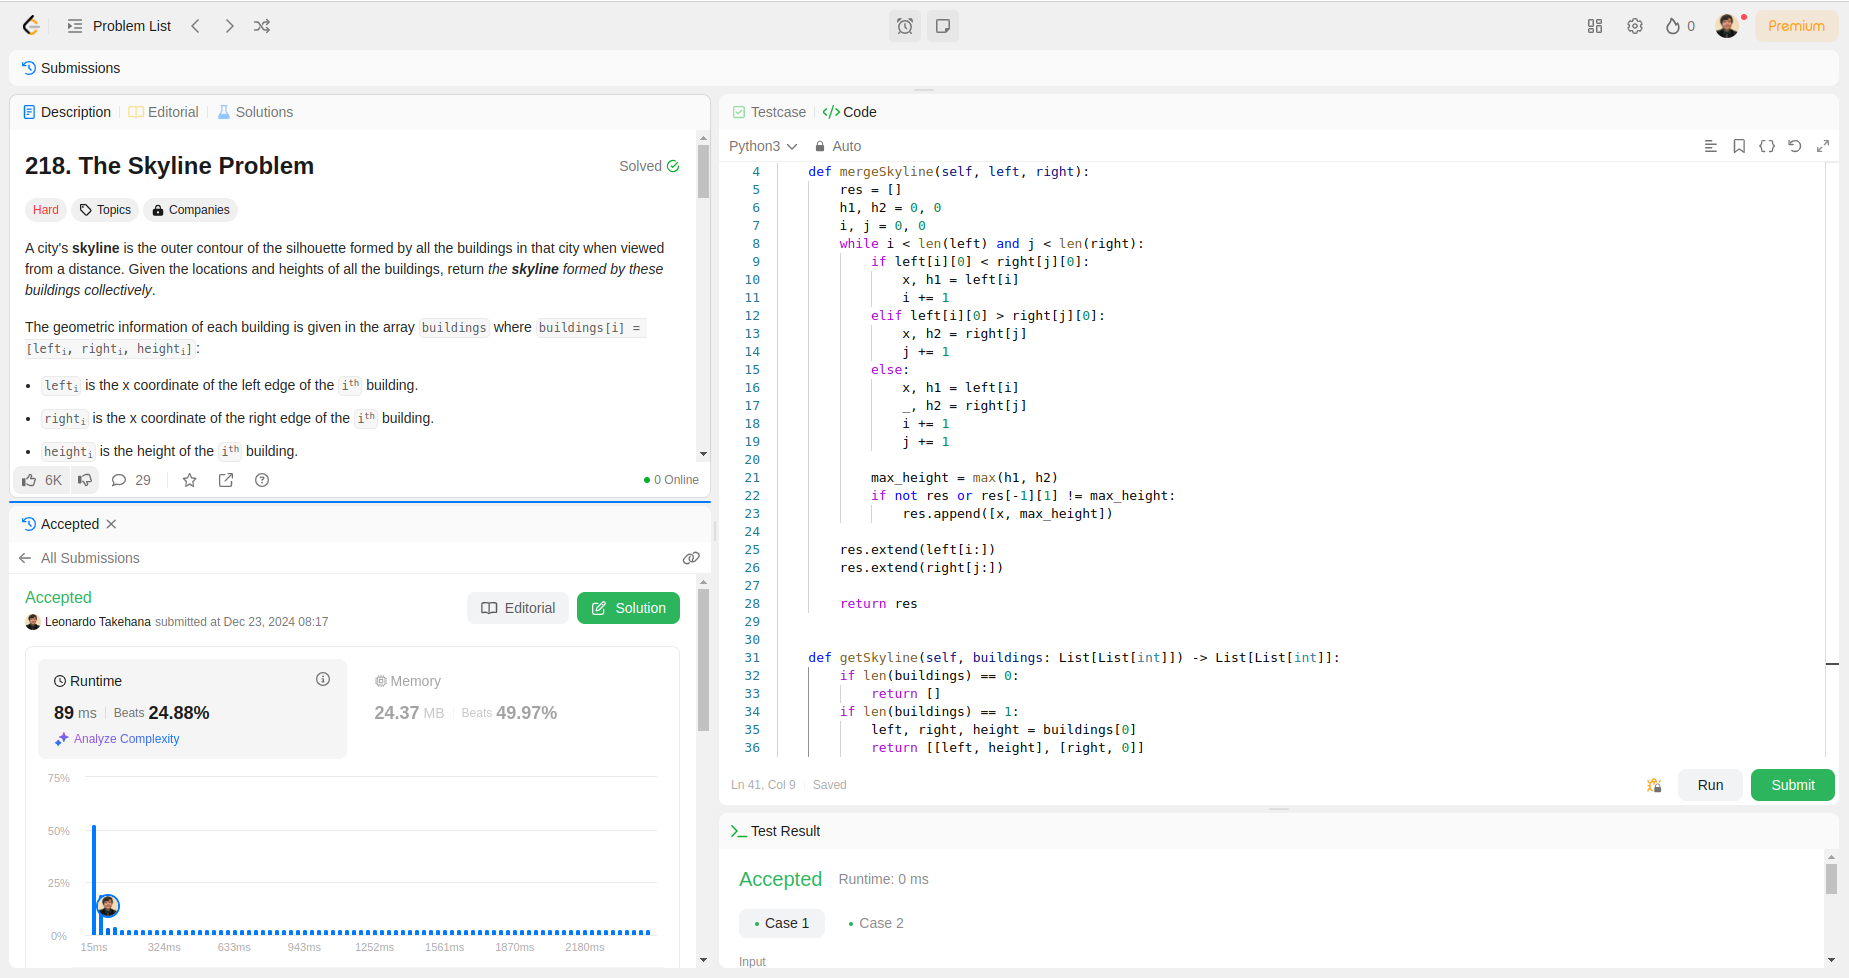 Problem List
0
Premium
Submissions
Description
Editorial
Solutions
218. The Skyline Problem
Solved
Hard
Topics
Companies
A city's skyline is the outer contour of the silhouette formed by all the buildings in that city when viewed
from a distance. Given the locations and heights of all the buildings, return the skyline formed by these
buildings collectively.
The geometric information of each building is given in the array buildings where buildings[i] =
[lefti, righti, heighti]:
• lefti is the x coordinate of the left edge of the ith building.
• righti is the x coordinate of the right edge of the ith building.
• heighti is the height of the ith building.
6K
29
0 Online
Accepted
All Submissions
Accepted
Leonardo Takehana submitted at Dec 23, 2024 08:17
Editorial
Solution
Runtime
89 ms
Beats 24.88%
Analyze Complexity
Memory
24.37 MB
Beats 49.97%
75%
50%
25%
0%
15ms 324ms 633ms 943ms 1252ms 1561ms 1870ms 2180ms
Testcase
</> Code
Python3
Auto
4 def mergeSkyline(self, left, right):
5 res = []
6 h1, h2 = 0, 0
7 i, j = 0, 0
8 while i < len(left) and j < len(right):
9 if left[i][0] < right[j][0]:
10 x, h1 = left[i]
11 i += 1
12 elif left[i][0] > right[j][0]:
13 x, h2 = right[j]
14 j += 1
15 else:
16 x, h1 = left[i]
17 _, h2 = right[j]
18 i += 1
19 j += 1
20
21 max_height = max(h1, h2)
22 if not res or res[-1][1] != max_height:
23 res.append([x, max_height])
24
25 res.extend(left[i:])
26 res.extend(right[j:])
27
28 return res
29
30
31 def getSkyline(self, buildings: List[List[int]]) -> List[List[int]]:
32 if len(buildings) == 0:
33 return []
34 if len(buildings) == 1:
35 left, right, height = buildings[0]
36 return [[left, height], [right, 0]]
Ln 41, Col 9
Saved
Run
Submit
Test Result
Accepted
Runtime: 0 ms
• Case 1
• Case 2
Input